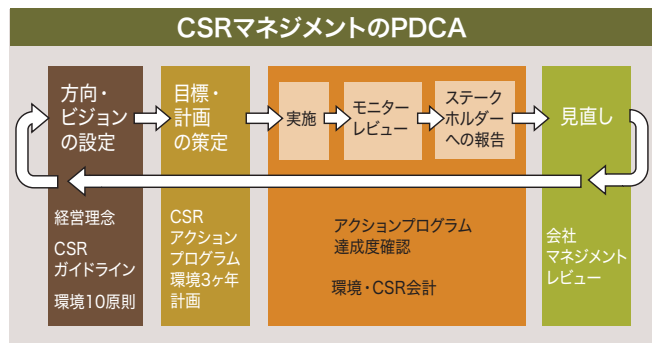 CSRマネジメントのPDCA
方向・
ビジョン
の設定
目標・
計画
の策定
実施
モニター
レビュー
ステーク
ホルダー
への報告
見直し
経営理念
CSR
ガイドライン
環境10原則
CSR
アクション
プログラム
環境3ヶ年
計画
アクションプログラム
達成度確認
環境・CSR会計
会社
マネジメント
レビュー